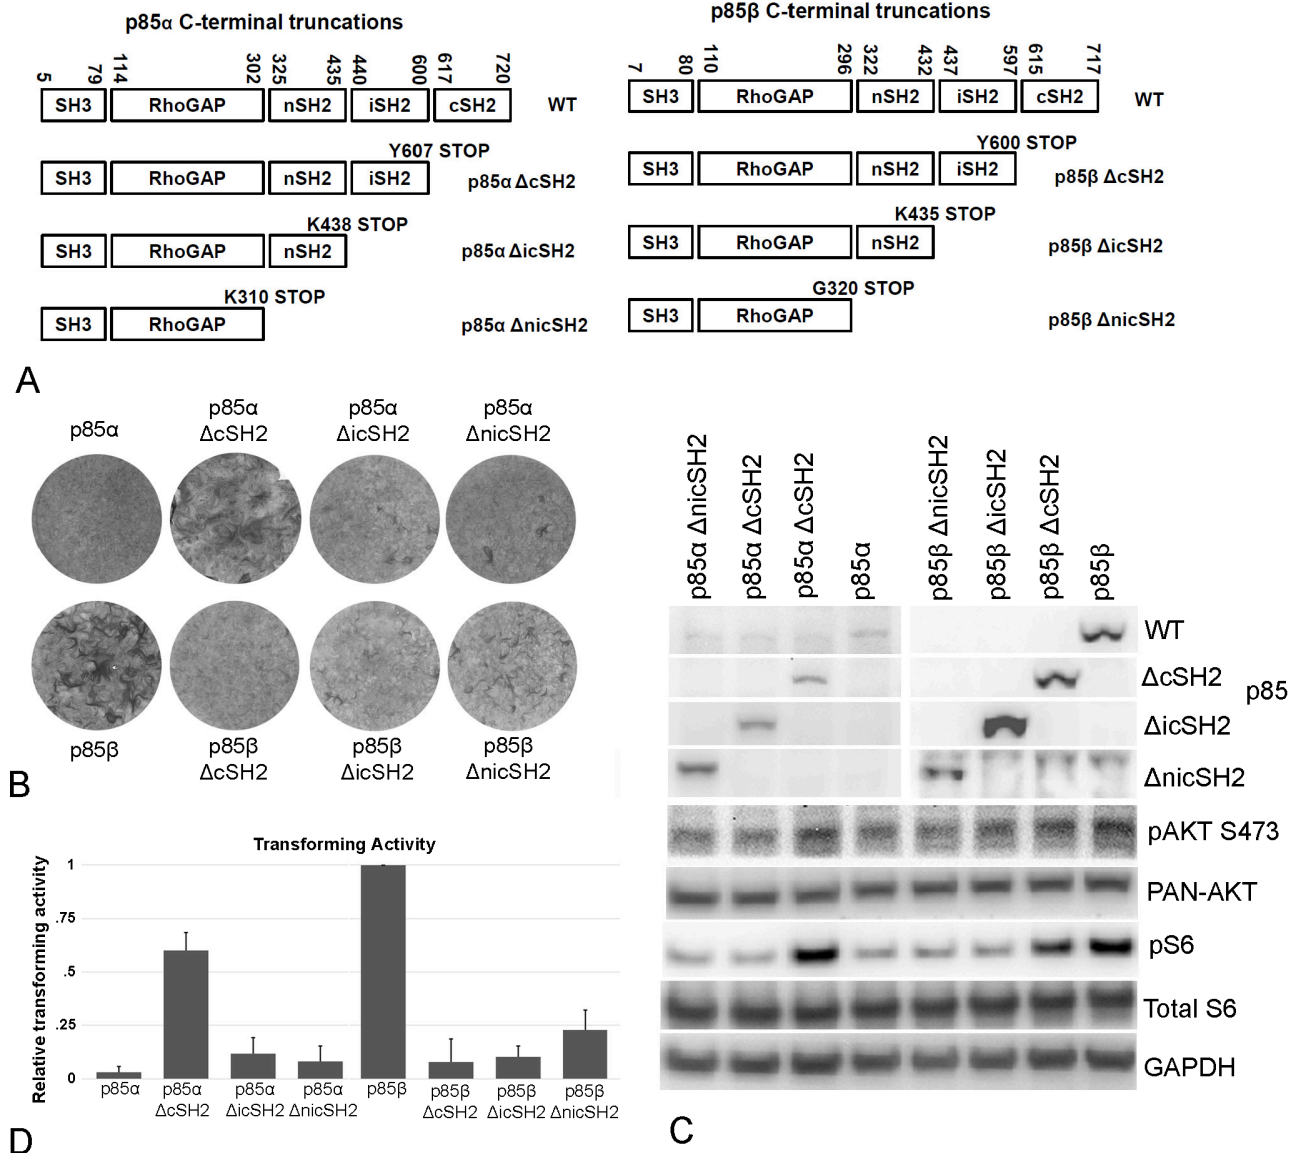 p85α C-terminal truncations
5 79 114 302 325 435 440 600 617 720
SH3 RhoGAP nSH2 iSH2 cSH2 WT
Y607 STOP
SH3 RhoGAP nSH2 iSH2 p85α ΔcSH2
K438 STOP
SH3 RhoGAP nSH2 p85α ΔicSH2
K310 STOP
SH3 RhoGAP p85α ΔnicSH2
p85β C-terminal truncations
7 80 110 296 322 432 437 597 615 717
SH3 RhoGAP nSH2 iSH2 cSH2 WT
Y600 STOP
SH3 RhoGAP nSH2 iSH2 p85β ΔcSH2
K435 STOP
SH3 RhoGAP nSH2 p85β ΔicSH2
G320 STOP
SH3 RhoGAP p85β ΔnicSH2
A
p85α
p85α
ΔcSH2
p85α
ΔicSH2
p85α
ΔnicSH2
p85β
p85β
ΔcSH2
p85β
ΔicSH2
p85β
ΔnicSH2
B
p85α ΔnicSH2
p85α ΔcSH2
p85α ΔcSH2
p85α
p85β ΔnicSH2
p85β ΔicSH2
p85β ΔcSH2
p85β
WT
ΔcSH2
p85
ΔicSH2
ΔnicSH2
pAKT S473
PAN-AKT
pS6
Total S6
GAPDH
C
Transforming Activity
Relative transforming activity
1
.75
.5
.25
0
p85α
p85α
ΔcSH2
p85α
ΔicSH2
p85α
ΔnicSH2
p85β
p85β
ΔcSH2
p85β
ΔicSH2
p85β
ΔnicSH2
D